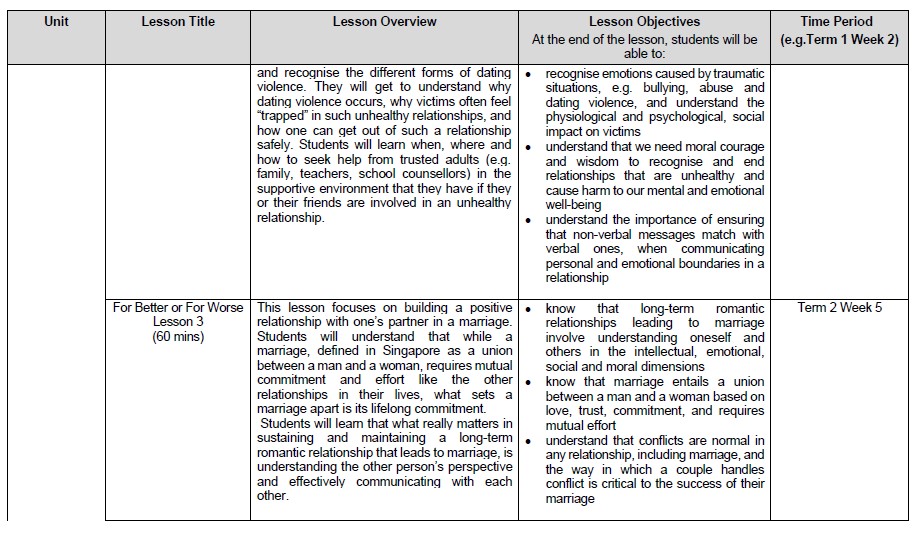 Unit
Lesson Title
Lesson Overview
Lesson Objectives
At the end of the lesson, students will be
able to:
Time Period
(e.g.Term 1 Week 2)
and recognise the different forms of dating
violence. They will get to understand why
dating violence occurs, why victims often feel
“trapped” in such unhealthy relationships, and
how one can get out of such a relationship
safely. Students will learn when, where and
how to seek help from trusted adults (e.g.
family, teachers, school counsellors) in the
supportive environment that they have if they
or their friends are involved in an unhealthy
relationship.
• recognise emotions caused by traumatic
situations, e.g. bullying, abuse and
dating violence, and understand the
physiological and psychological, social
impact on victims
• understand that we need moral courage
and wisdom to recognise and end
relationships that are unhealthy and
cause harm to our mental and emotional
well-being
• understand the importance of ensuring
that non-verbal messages match with
verbal ones, when communicating
personal and emotional boundaries in a
relationship
For Better or For Worse
Lesson 3
(60 mins)
This lesson focuses on building a positive
relationship with one’s partner in a marriage.
Students will understand that while a
marriage, defined in Singapore as a union
between a man and a woman, requires mutual
commitment and effort like the other
relationships in their lives, what sets a
marriage apart is its lifelong commitment.
Students will learn that what really matters in
sustaining and maintaining a long-term
romantic relationship that leads to marriage, is
understanding the other person’s perspective
and effectively communicating with each
other.
• know that long-term romantic
relationships leading to marriage
involve understanding oneself and
others in the intellectual, emotional,
social and moral dimensions
• know that marriage entails a union
between a man and a woman based on
love, trust, commitment, and requires
mutual effort
• understand that conflicts are normal in
any relationship, including marriage, and
the way in which a couple handles
conflict is critical to the success of their
marriage
Term 2 Week 5